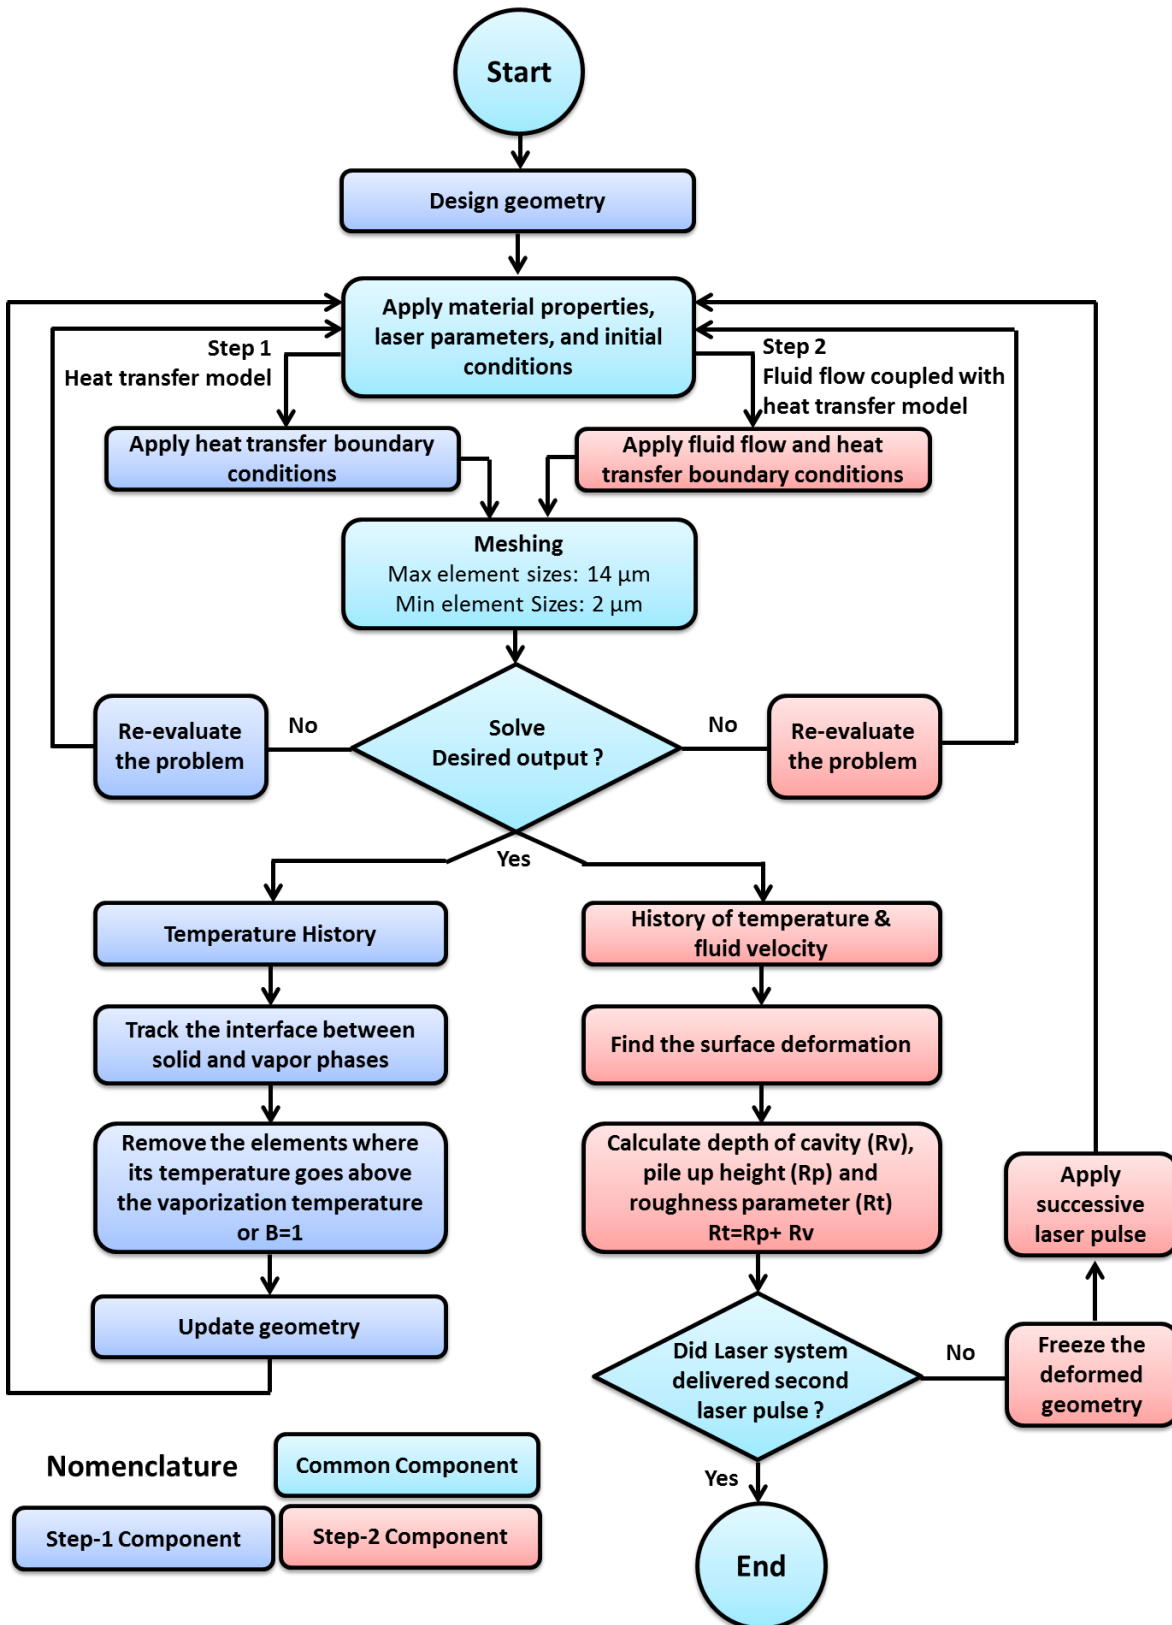 Start
Design geometry
Apply material properties,
laser parameters, and initial
conditions
Step 1
Heat transfer model
Step 2
Fluid flow coupled with
heat transfer model
Apply heat transfer boundary
conditions
Apply fluid flow and heat
transfer boundary conditions
Meshing
Max element sizes: 14 µm
Min element Sizes: 2 µm
Re-evaluate
the problem
No
Solve
Desired output ?
No
Re-evaluate
the problem
Yes
Temperature History
History of temperature &
fluid velocity
Track the interface between
solid and vapor phases
Find the surface deformation
Remove the elements where
its temperature goes above
the vaporization temperature
or B=1
Calculate depth of cavity (Rv),
pile up height (Rp) and
roughness parameter (Rt)
Rt=Rp+ Rv
Apply
successive
laser pulse
Update geometry
Did Laser system
delivered second
laser pulse ?
No
Freeze the
deformed
geometry
Nomenclature
Common Component
Step-1 Component
Step-2 Component
Yes
End